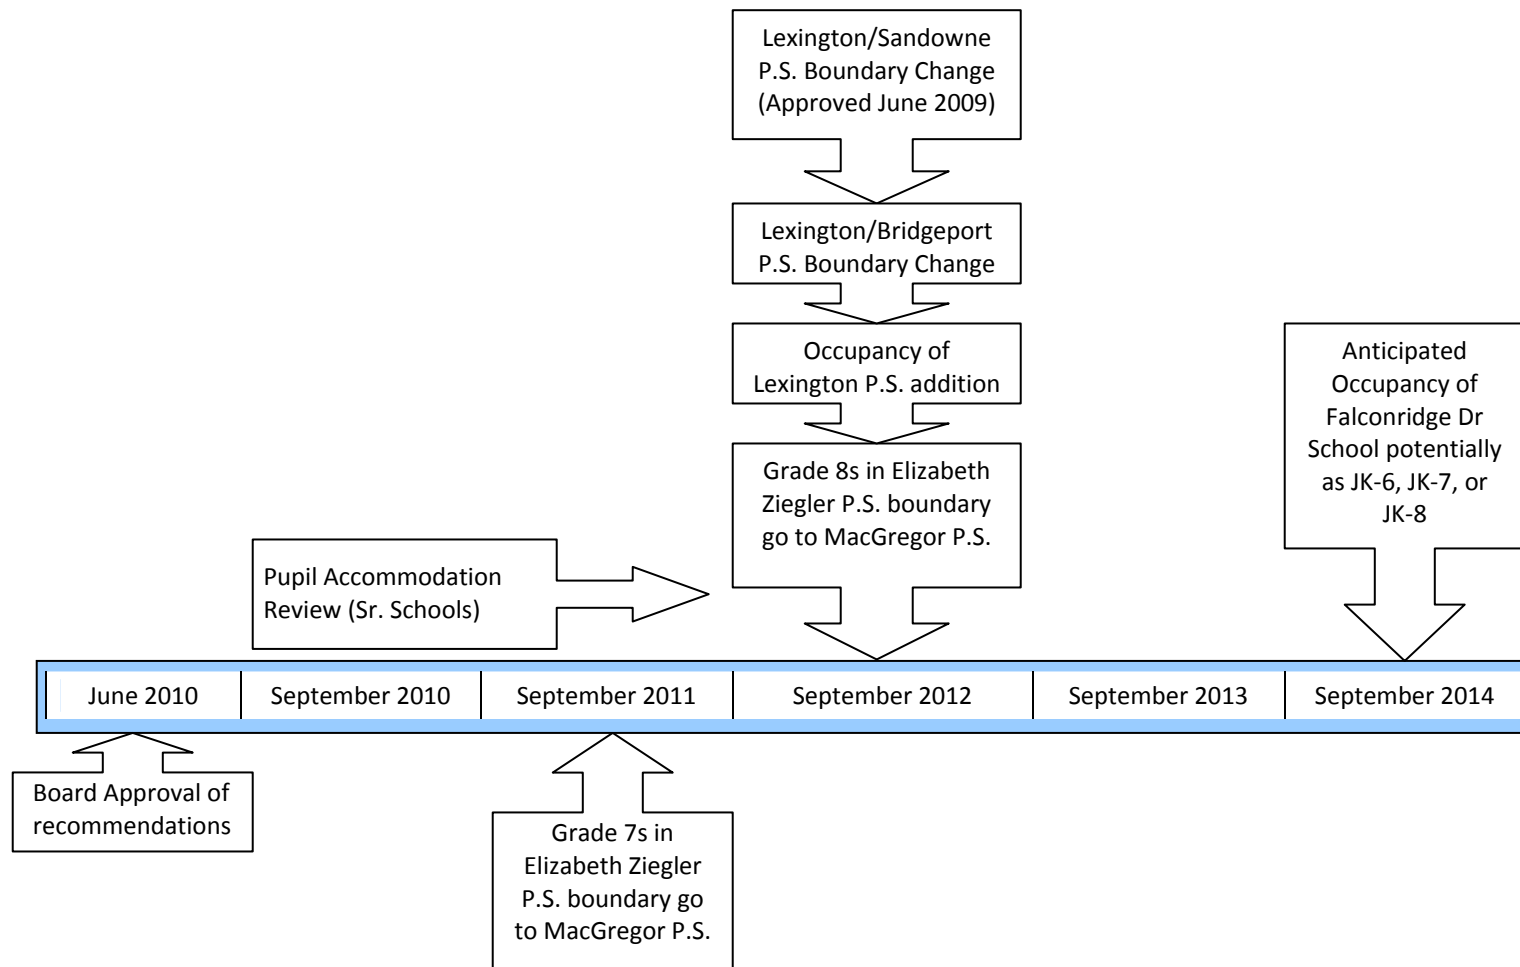 Lexington/Sandowne
P.S. Boundary Change
(Approved June 2009)
Lexington/Bridgeport
P.S. Boundary Change
Occupancy of
Lexington P.S. addition
Grade 8s in Elizabeth
Ziegler P.S. boundary
go to MacGregor P.S.
Anticipated
Occupancy of
Falconridge Dr
School potentially
as JK-6, JK-7, or
JK-8
Pupil Accommodation
Review (Sr. Schools)
June 2010
September 2010
September 2011
September 2012
September 2013
September 2014
Board Approval of
recommendations
Grade 7s in
Elizabeth Ziegler
P.S. boundary go
to MacGregor P.S.